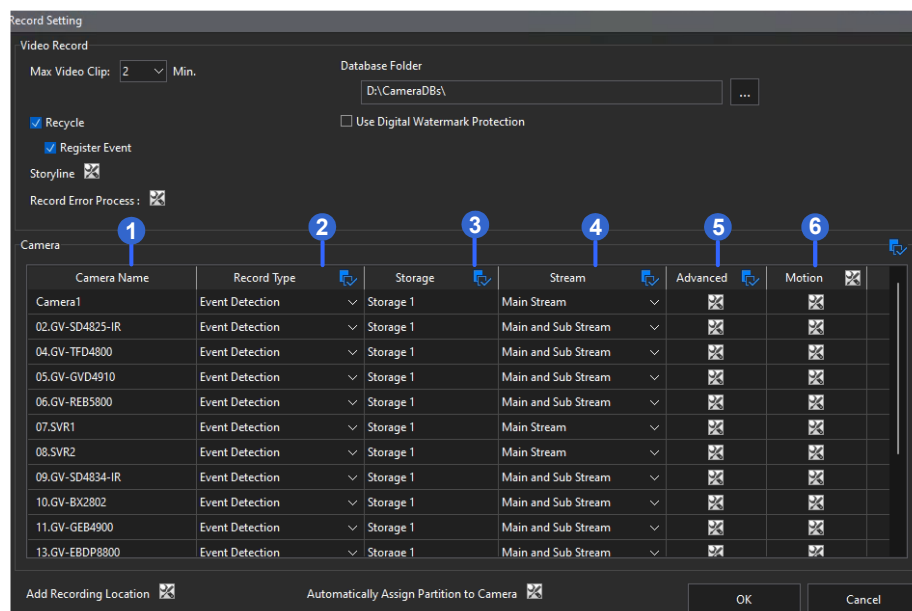 Record Setting
Video Record
Max Video Clip: 2 Min.
Database Folder
D:\CameraDBs\ ...
Recycle
Use Digital Watermark Protection
Register Event
Storyline
Record Error Process :
1 2 3 4 5 6
Camera
Camera Name Record Type Storage Stream Advanced Motion
Camera1 Event Detection Storage 1 Main Stream
02.GV-SD4825-IR Event Detection Storage 1 Main and Sub Stream
04.GV-TFD4800 Event Detection Storage 1 Main and Sub Stream
05.GV-GVD4910 Event Detection Storage 1 Main and Sub Stream
06.GV-REB5800 Event Detection Storage 1 Main and Sub Stream
07.SVR1 Event Detection Storage 1 Main Stream
08.SVR2 Event Detection Storage 1 Main Stream
09.GV-SD4834-IR Event Detection Storage 1 Main and Sub Stream
10.GV-BX2802 Event Detection Storage 1 Main and Sub Stream
11.GV-GEB4900 Event Detection Storage 1 Main and Sub Stream
13.GV-EBDP8800 Event Detection Storage 1 Main and Sub Stream
Add Recording Location Automatically Assign Partition to Camera OK Cancel